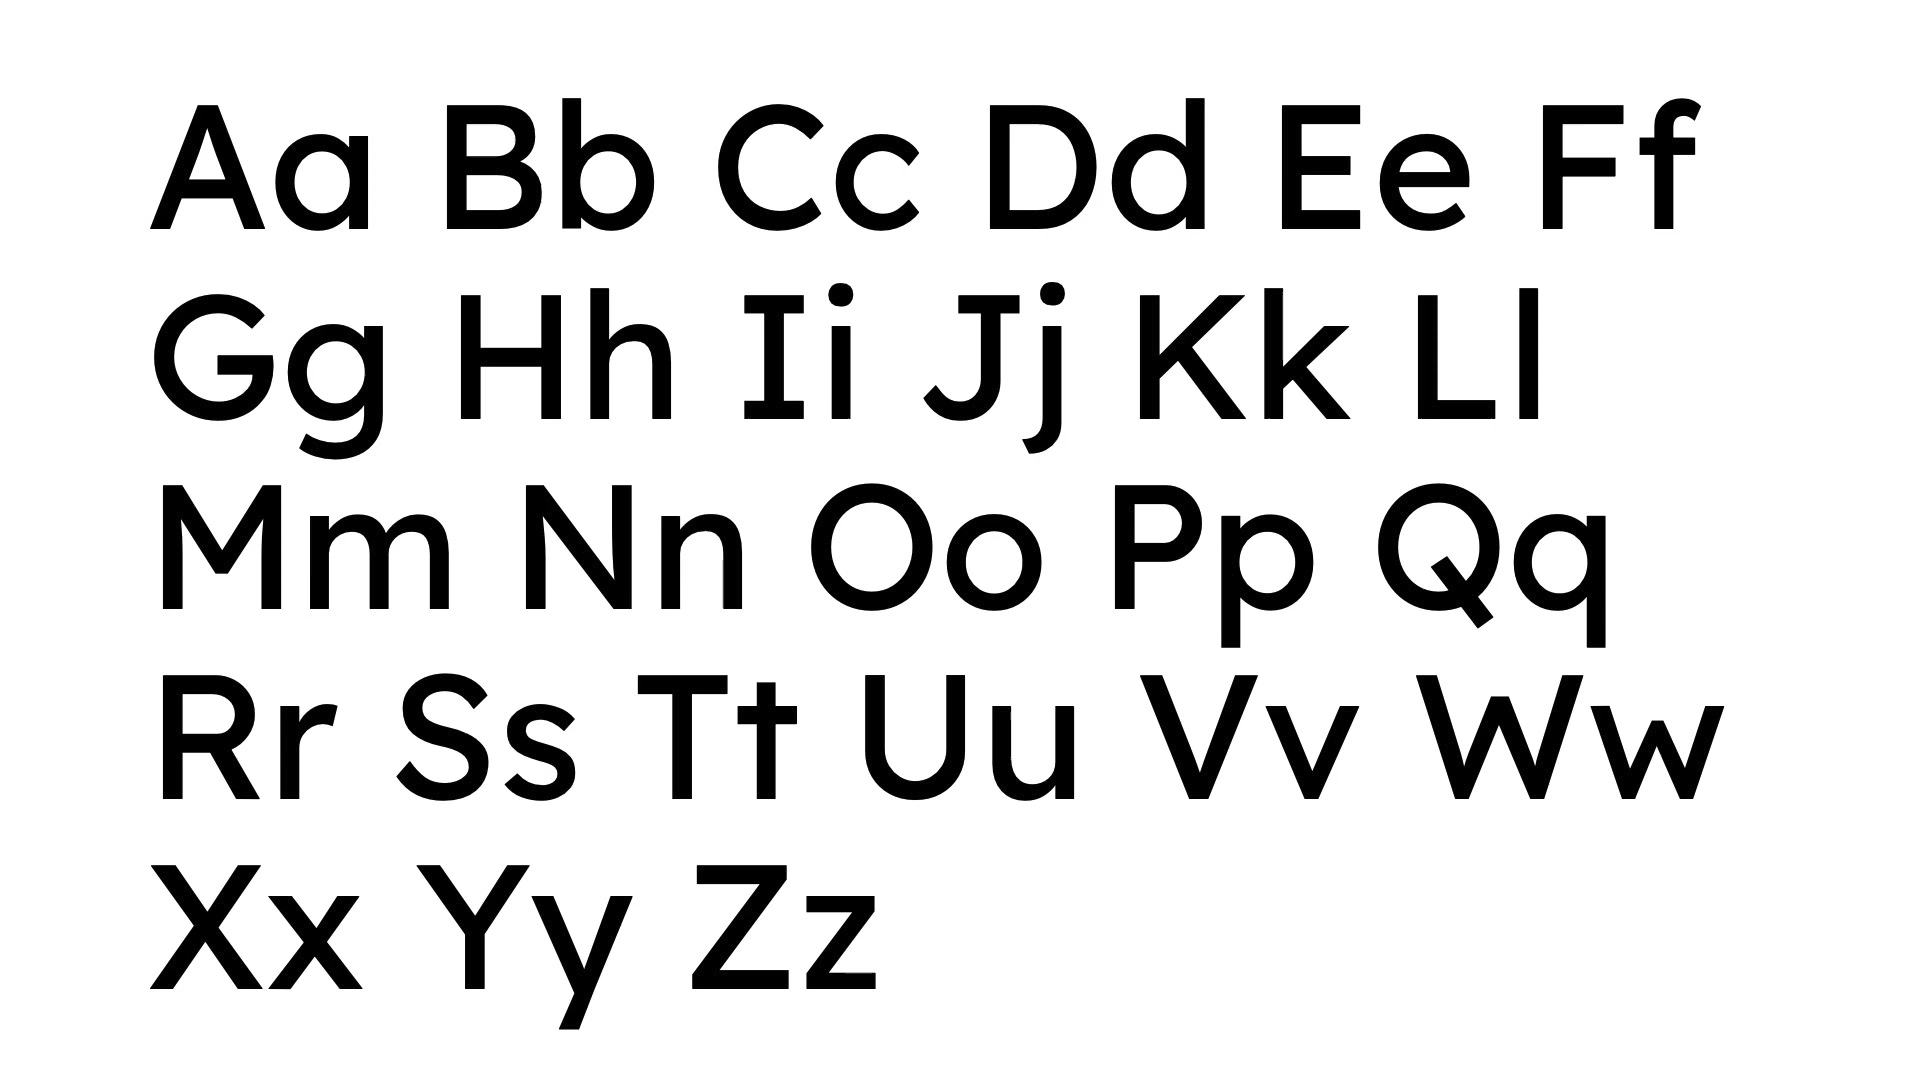 Aa Bb Cc Dd Ee Ff
Gg Hh Ii Jj Kk Ll
Mm Nn Oo Pp Qq
Rr Ss Tt Uu Vv Ww
Xx Yy Zz